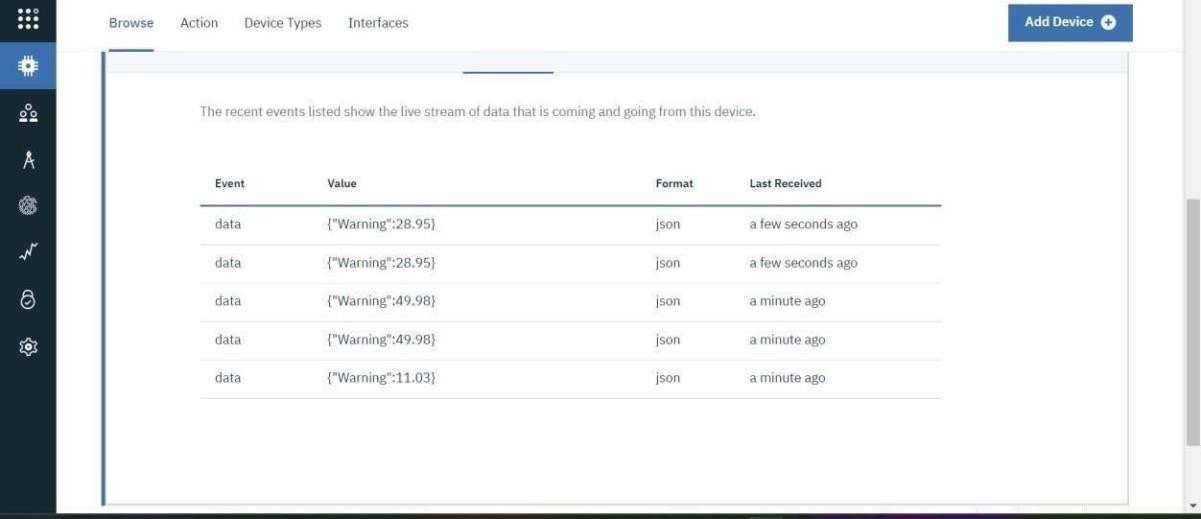 Browse Action Device Types Interfaces Add Device
The recent events listed show the live stream of data that is coming and going from this device.
Event Value Format Last Received
data {"Warning":28.95} json a few seconds ago
data {"Warning":28.95} json a few seconds ago
data {"Warning":49.98} json a minute ago
data {"Warning":49.98} json a minute ago
data {"Warning":11.03} json a minute ago